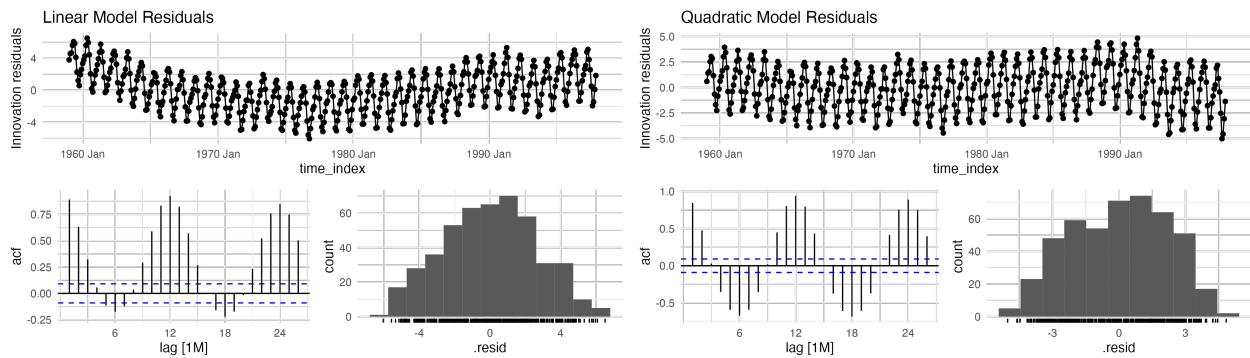 Linear Model Residuals
Innovation residuals
4
0
-4
1960 Jan 1970 Jan 1980 Jan 1990 Jan
time_index
acf
0.75
0.50
0.25
0.00
-0.25
6 12 18 24
lag [1M]
count
60
40
20
0
-4 0 4
.resid
Quadratic Model Residuals
Innovation residuals
5.0
2.5
0.0
-2.5
-5.0
1960 Jan 1970 Jan 1980 Jan 1990 Jan
time_index
acf
1.0
0.5
0.0
-0.5
6 12 18 24
lag [1M]
count
60
40
20
0
-3 0 3
.resid